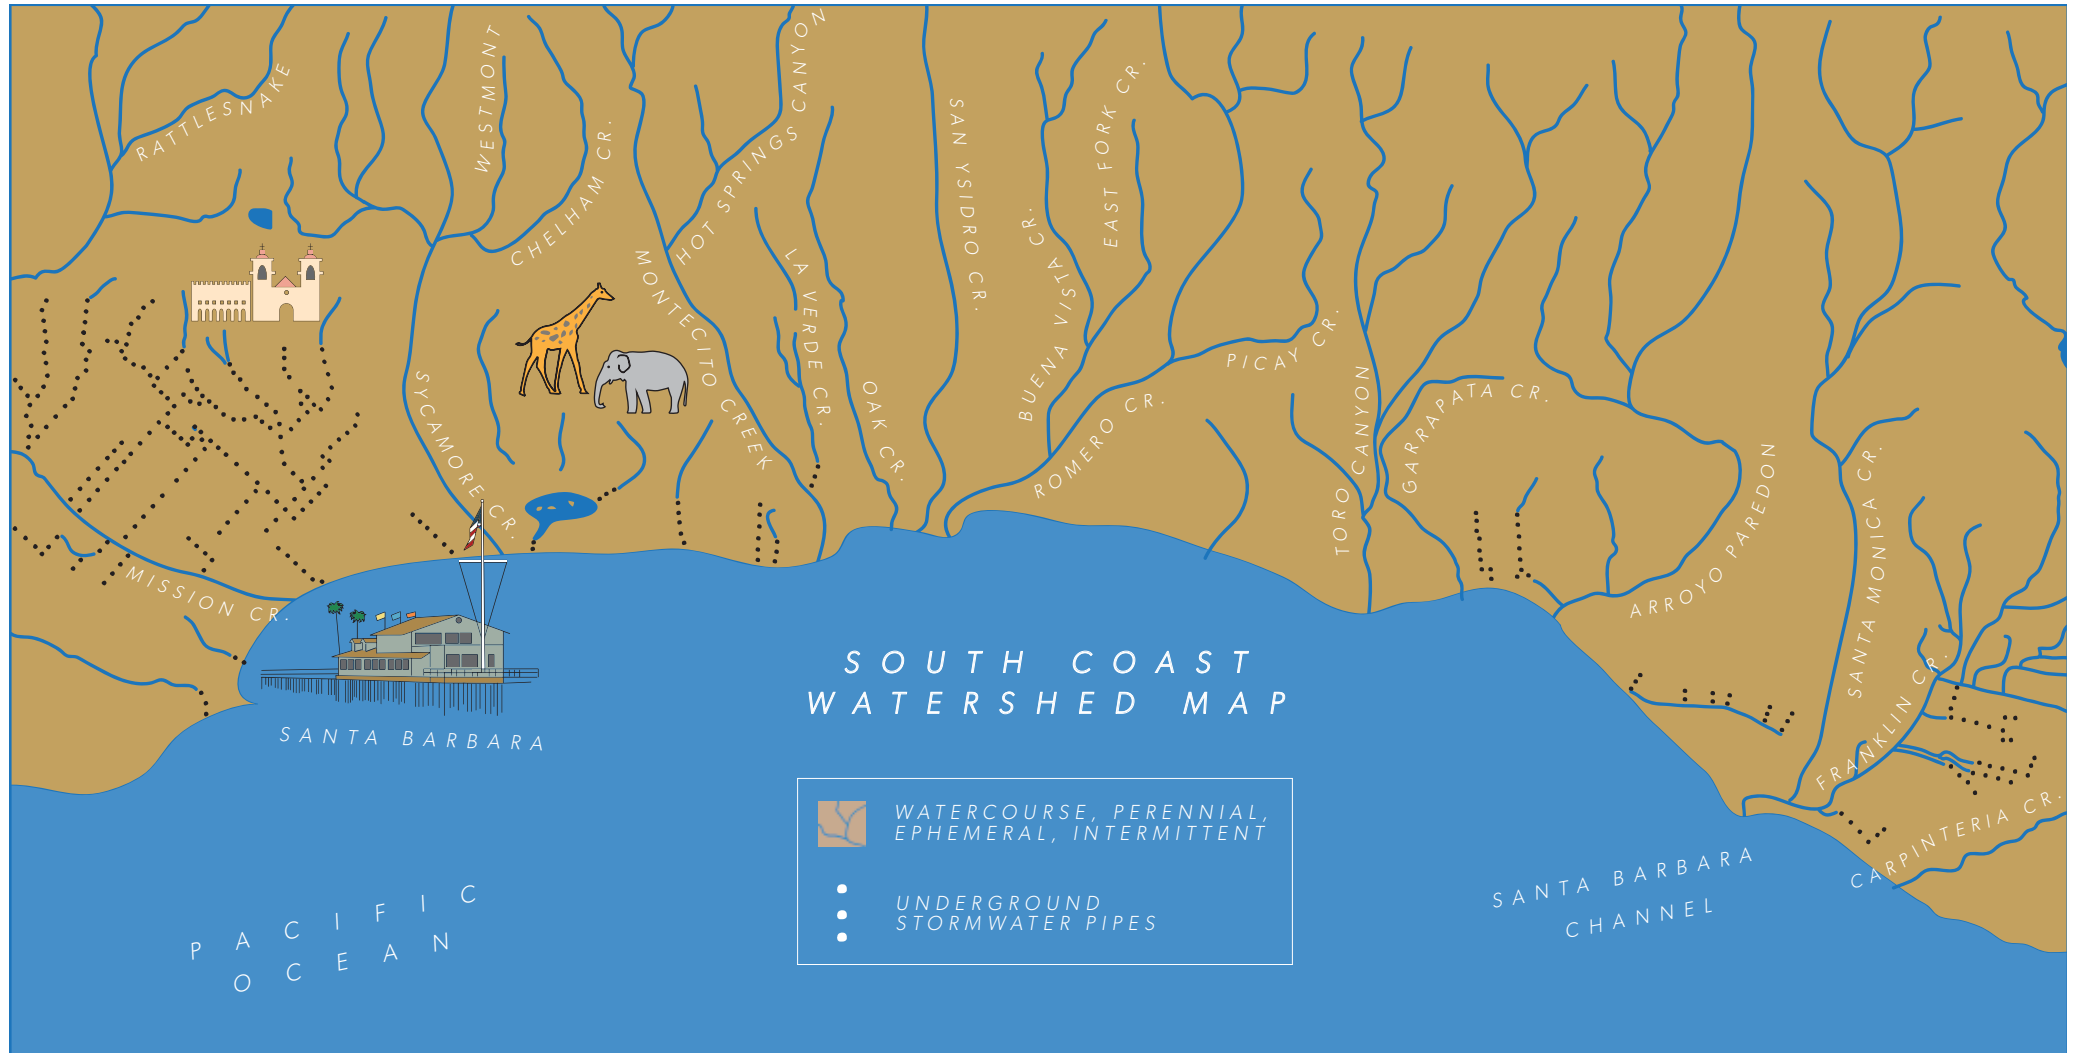 RATTLESNAKE
WESTMONT
CHELHAM CR.
HOT SPRINGS CANYON
MONTECITO CREEK
LA VERDE CR.
OAK CR.
SAN YSIDRO CR.
BUENA VISTA CR.
EAST FORK CR.
ROMERO CR.
PICAY CR.
TORO CANYON
GARRAPATA CR.
ARROYO PAREDON
SANTA MONICA CR.
FRANKLIN CR.
CARPINTERIA CR.
SYCAMORE CR.
MISSION CR.
SANTA BARBARA
SOUTH COAST
WATERSHED MAP
WATERCOURSE, PERENNIAL,
EPHEMERAL, INTERMITTENT
UNDERGROUND
STORMWATER PIPES
PACIFIC
OCEAN
SANTA BARBARA
CHANNEL